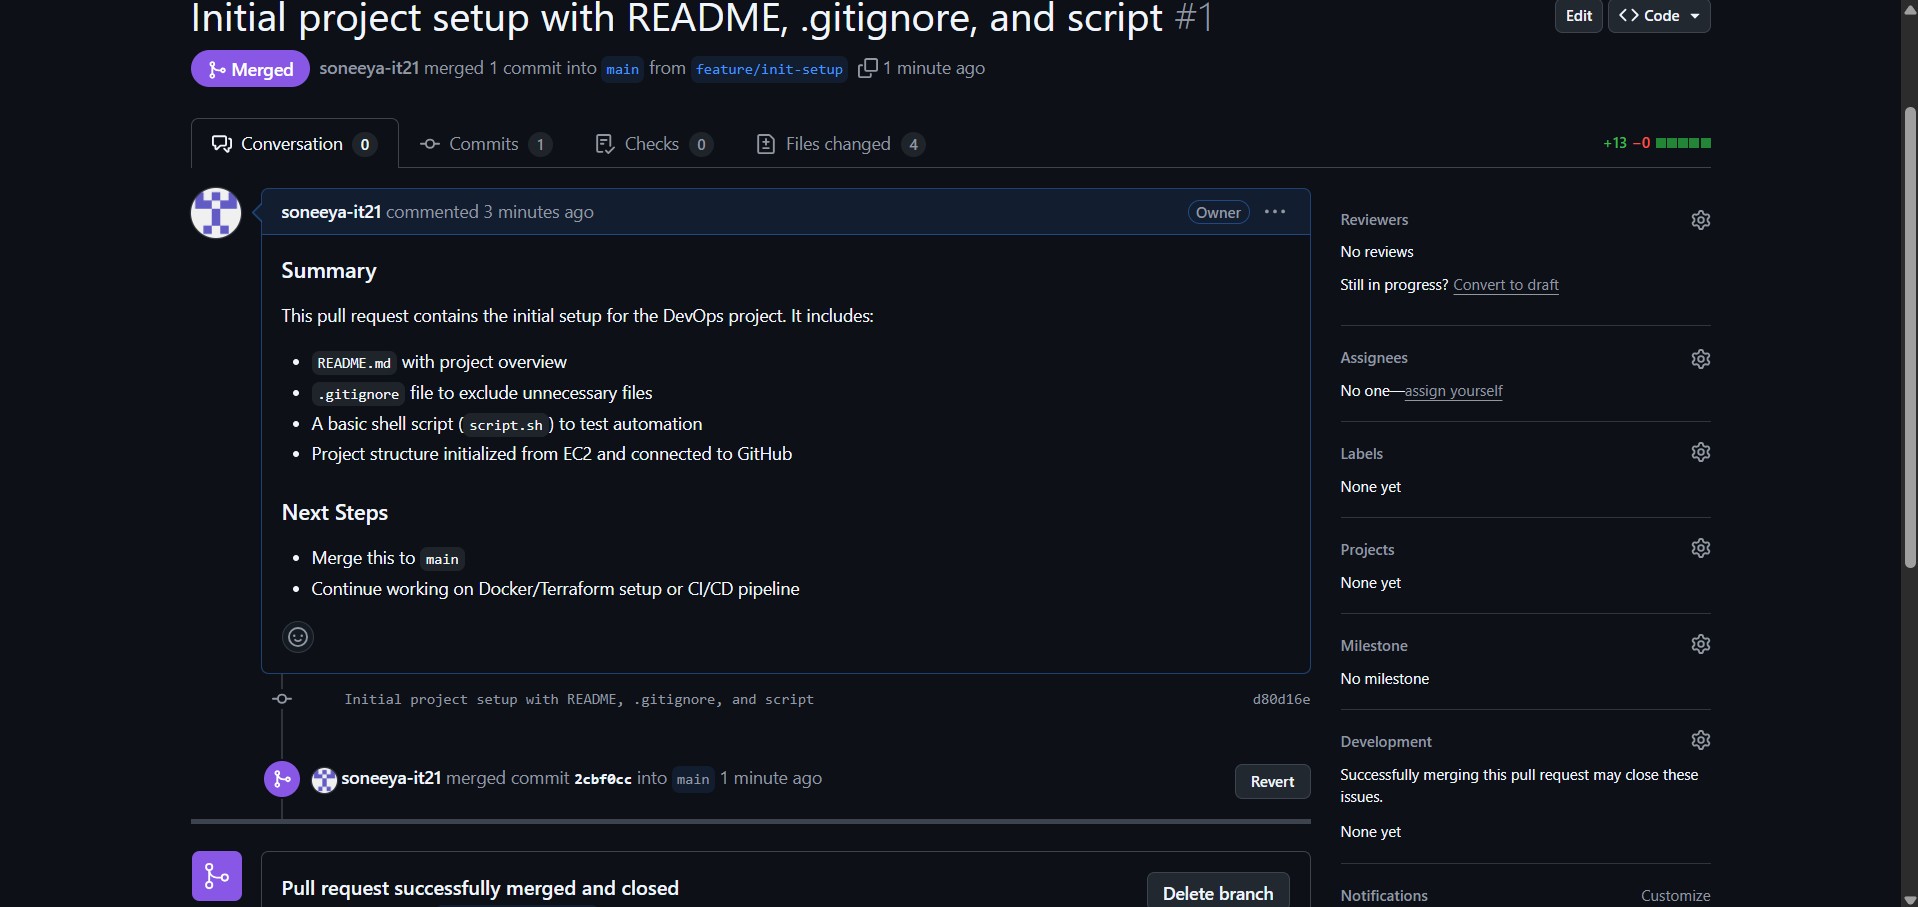 Initial project setup with README, .gitignore, and script #1
Edit
<> Code
Merged
soneeya-it21 merged 1 commit into main from feature/init-setup 1 minute ago
Conversation 0
Commits 1
Checks 0
Files changed 4
+13 −0
soneeya-it21 commented 3 minutes ago
Owner
Summary
This pull request contains the initial setup for the DevOps project. It includes:
• README.md with project overview
• .gitignore file to exclude unnecessary files
• A basic shell script (script.sh) to test automation
• Project structure initialized from EC2 and connected to GitHub
Next Steps
• Merge this to main
• Continue working on Docker/Terraform setup or CI/CD pipeline
Initial project setup with README, .gitignore, and script
d80d16e
soneeya-it21 merged commit 2cbf0cc into main 1 minute ago
Revert
Pull request successfully merged and closed
Delete branch
Reviewers
No reviews
Still in progress? Convert to draft
Assignees
No one—assign yourself
Labels
None yet
Projects
None yet
Milestone
No milestone
Development
Successfully merging this pull request may close these
issues.
None yet
Notifications
Customize